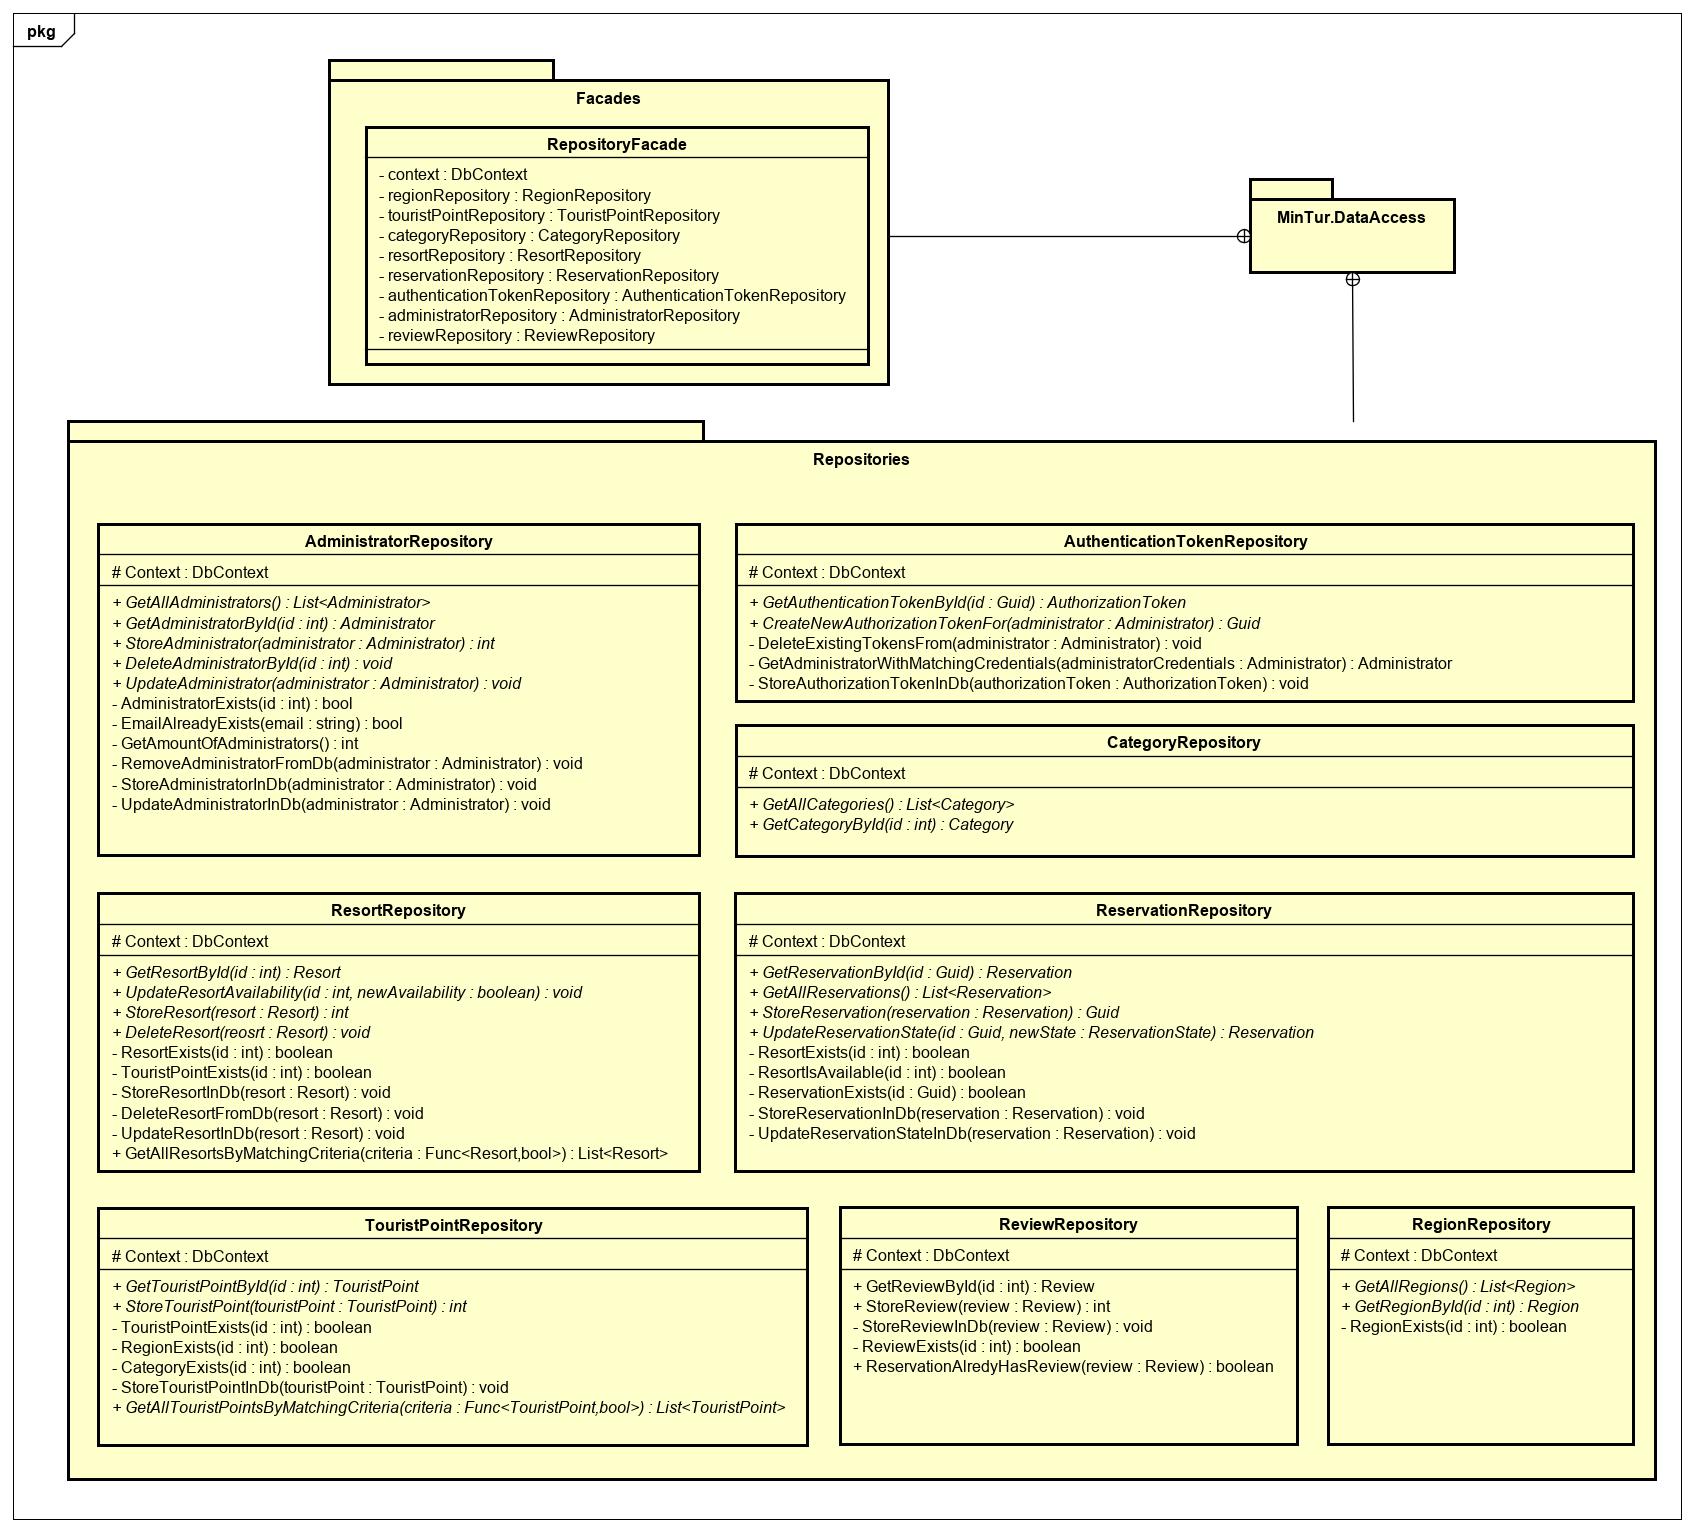 pkg
Facades
RepositoryFacade
- context : DbContext
- regionRepository : RegionRepository
- touristPointRepository : TouristPointRepository
- categoryRepository : CategoryRepository
- resortRepository : ResortRepository
- reservationRepository : ReservationRepository
- authenticationTokenRepository : AuthenticationTokenRepository
- administratorRepository : AdministratorRepository
- reviewRepository : ReviewRepository
MinTur.DataAccess
Repositories
AdministratorRepository
# Context : DbContext
+ GetAllAdministrators() : List<Administrator>
+ GetAdministratorById(id : int) : Administrator
+ StoreAdministrator(administrator : Administrator) : int
+ DeleteAdministratorById(id : int) : void
+ UpdateAdministrator(administrator : Administrator) : void
- AdministratorExists(id : int) : bool
- EmailAlreadyExists(email : string) : bool
- GetAmountOfAdministrators() : int
- RemoveAdministratorFromDb(administrator : Administrator) : void
- StoreAdministratorInDb(administrator : Administrator) : void
- UpdateAdministratorInDb(administrator : Administrator) : void
AuthenticationTokenRepository
# Context : DbContext
+ GetAuthenticationTokenById(id : Guid) : AuthorizationToken
+ CreateNewAuthorizationTokenFor(administrator : Administrator) : Guid
- DeleteExistingTokensFrom(administrator : Administrator) : void
- GetAdministratorWithMatchingCredentials(administratorCredentials : Administrator) : Administrator
- StoreAuthorizationTokenInDb(authorizationToken : AuthorizationToken) : void
CategoryRepository
# Context : DbContext
+ GetAllCategories() : List<Category>
+ GetCategoryById(id : int) : Category
ResortRepository
# Context : DbContext
+ GetResortById(id : int) : Resort
+ UpdateResortAvailability(id : int, newAvailability : boolean) : void
+ StoreResort(resort : Resort) : int
+ DeleteResort(reosrt : Resort) : void
- ResortExists(id : int) : boolean
- TouristPointExists(id : int) : boolean
- StoreResortInDb(resort : Resort) : void
- DeleteResortFromDb(resort : Resort) : void
- UpdateResortInDb(resort : Resort) : void
+ GetAllResortsByMatchingCriteria(criteria : Func<Resort,bool>) : List<Resort>
ReservationRepository
# Context : DbContext
+ GetReservationById(id : Guid) : Reservation
+ GetAllReservations() : List<Reservation>
+ StoreReservation(reservation : Reservation) : Guid
+ UpdateReservationState(id : Guid, newState : ReservationState) : Reservation
- ResortExists(id : int) : boolean
- ResortIsAvailable(id : int) : boolean
- ReservationExists(id : Guid) : boolean
- StoreReservationInDb(reservation : Reservation) : void
- UpdateReservationStateInDb(reservation : Reservation) : void
TouristPointRepository
# Context : DbContext
+ GetTouristPointById(id : int) : TouristPoint
+ StoreTouristPoint(touristPoint : TouristPoint) : int
- TouristPointExists(id : int) : boolean
- RegionExists(id : int) : boolean
- CategoryExists(id : int) : boolean
- StoreTouristPointInDb(touristPoint : TouristPoint) : void
+ GetAllTouristPointsByMatchingCriteria(criteria : Func<TouristPoint,bool>) : List<TouristPoint>
ReviewRepository
# Context : DbContext
+ GetReviewById(id : int) : Review
+ StoreReview(review : Review) : int
- StoreReviewInDb(review : Review) : void
- ReviewExists(id : int) : boolean
+ ReservationAlredyHasReview(review : Review) : boolean
RegionRepository
# Context : DbContext
+ GetAllRegions() : List<Region>
+ GetRegionById(id : int) : Region
- RegionExists(id : int) : boolean